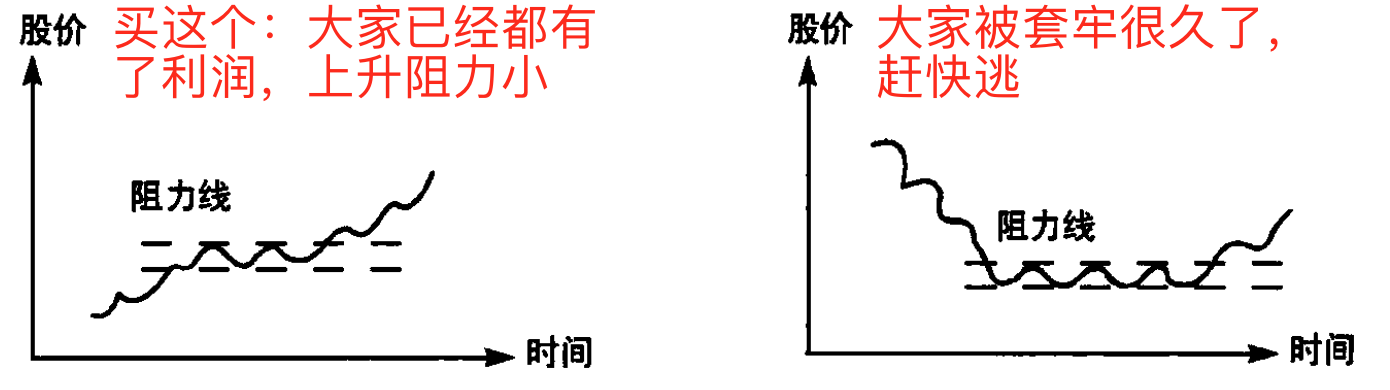 股价
买这个：大家已经都有
了利润，上升阻力小
阻力线
时间
股价
大家被套牢很久了，
赶快逃
阻力线
时间